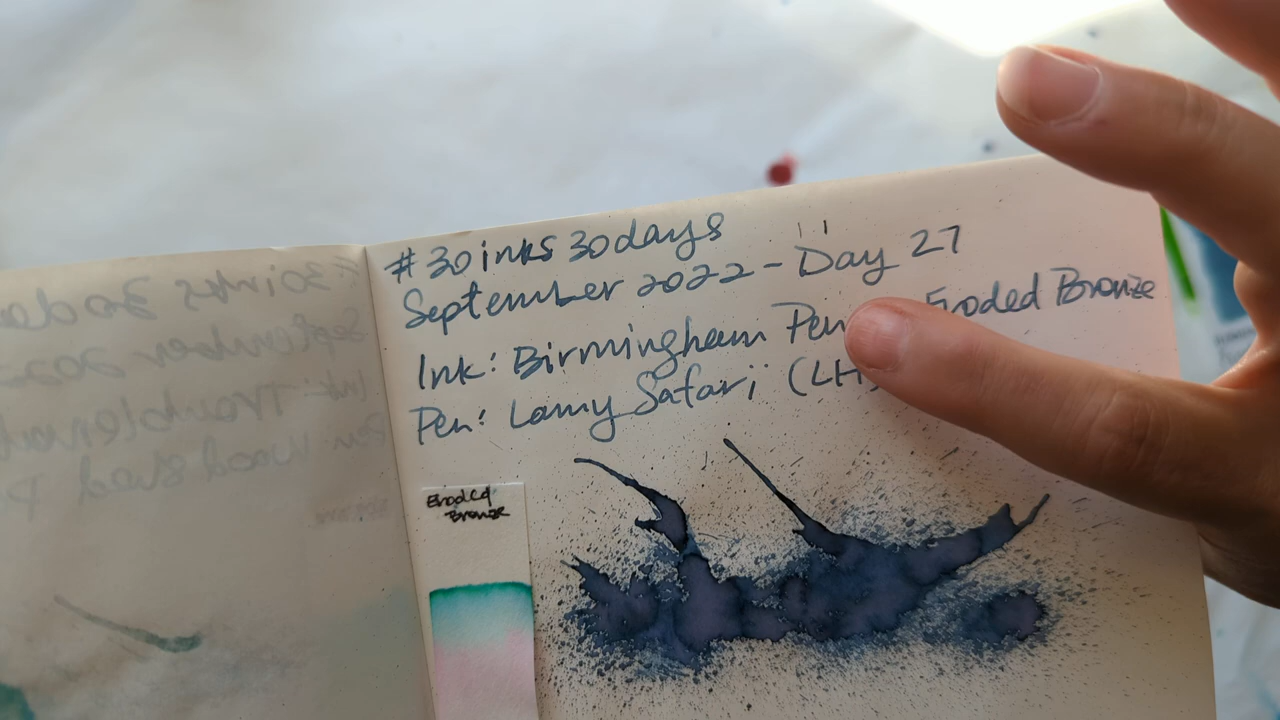 #30inks30days
September 2022 - Day 27
Ink: Birmingham Pen Eroded Bronze
Pen: Lamy Safari (LH)
Eroded
Bronze